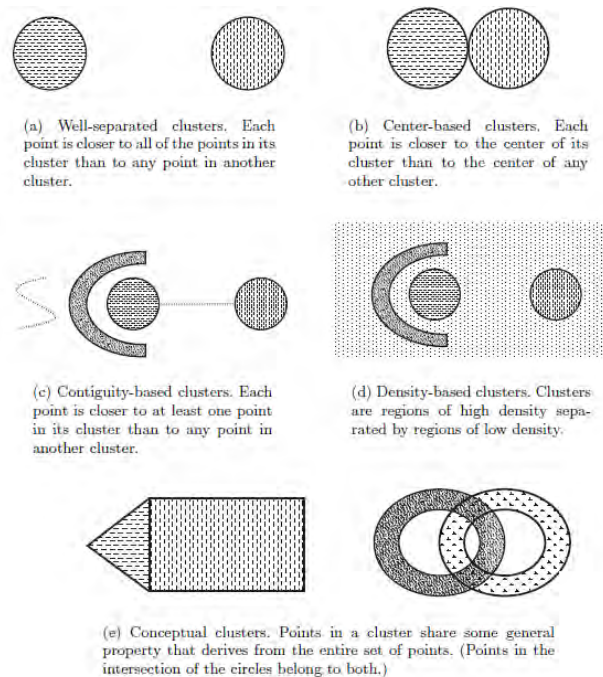 (a) Well-separated clusters. Each
point is closer to all of the points in its
cluster than to any point in another
cluster.
(b) Center-based clusters. Each
point is closer to the center of its
cluster than to the center of any
other cluster.
(c) Contiguity-based clusters. Each
point is closer to at least one point
in its cluster than to any point in
another cluster.
(d) Density-based clusters. Clusters
are regions of high density sepa-
rated by regions of low density.
(e) Conceptual clusters. Points in a cluster share some general
property that derives from the entire set of points. (Points in the
intersection of the circles belong to both.)